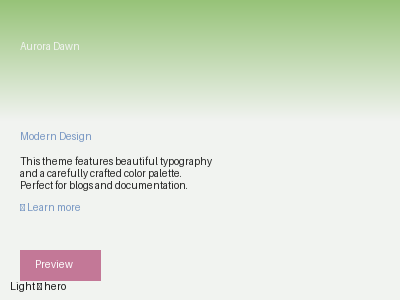 Aurora Dawn
Modern Design
This theme features beautiful typography
and a carefully crafted color palette.
Perfect for blogs and documentation.
Learn more
Preview
Light hero